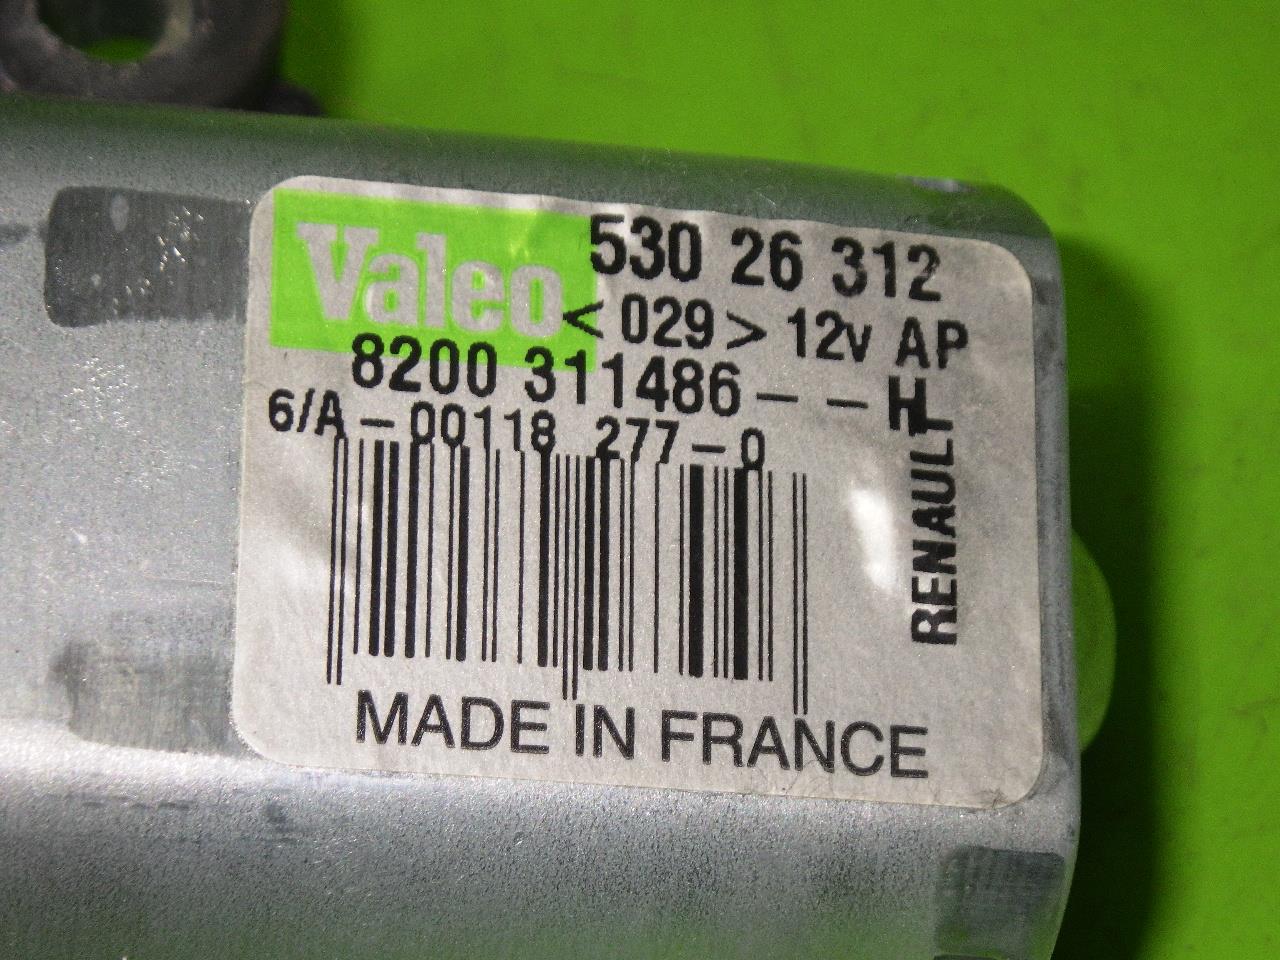 Valeo
530 26 312
< 029 > 12v AP
8200 311486 - - H
6/A - 00118 277 - 0
RENAULT
MADE IN FRANCE